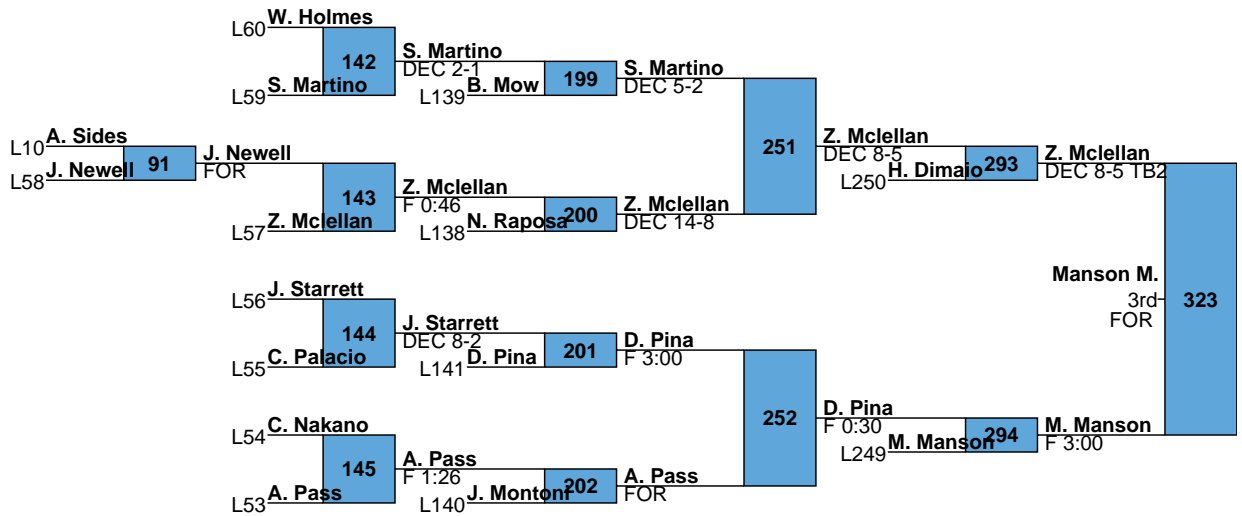 W. Holmes
L60
142
S. Martino
DEC 2-1
S. Martino
L59
199
B. Mow
L139
S. Martino
DEC 5-2
A. Sides
L10
91
J. Newell
L58
J. Newell
FOR
143
Z. Mclellan
L57
Z. Mclellan
F 0:46
200
N. Raposa
L138
Z. Mclellan
DEC 14-8
251
Z. Mclellan
DEC 8-5
293
H. Dimaio
L250
Z. Mclellan
DEC 8-5 TB2
J. Starrett
L56
144
C. Palacio
L55
J. Starrett
DEC 8-2
201
D. Pina
L141
D. Pina
F 3:00
C. Nakano
L54
145
A. Pass
L53
A. Pass
F 1:26
202
L140
A. Pass
FOR
252
D. Pina
F 0:30
294
M. Manson
L249
M. Manson
F 3:00
Manson M.
3rd
FOR
323
J.